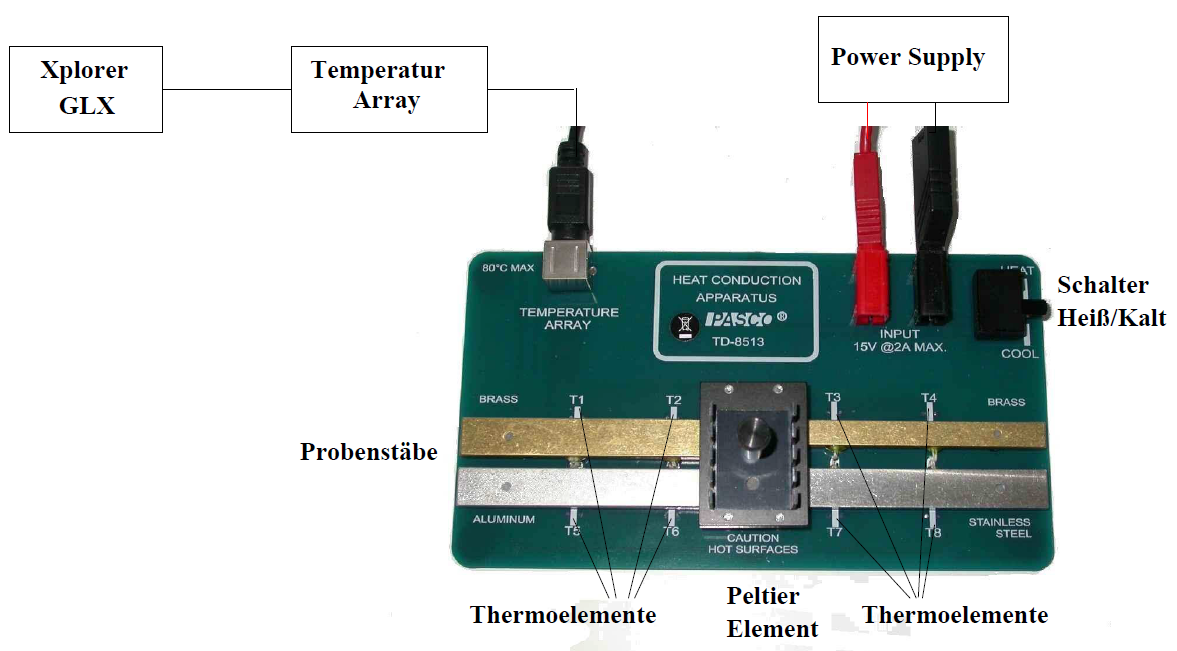 Xplorer
GLX
Temperatur
Array
Power Supply
80°C MAX
TEMPERATURE
ARRAY
HEAT CONDUCTION
APPARATUS
PASCO ®
TD-8513
INPUT
15V @2A MAX.
HEAT
COOL
Schalter
Heiß/Kalt
BRASS
T1
T2
T3
T4
BRASS
Probenstäbe
ALUMINUM
T5
T6
CAUTION
HOT SURFACES
T7
T8
STAINLESS
STEEL
Thermoelemente
Peltier
Element
Thermoelemente